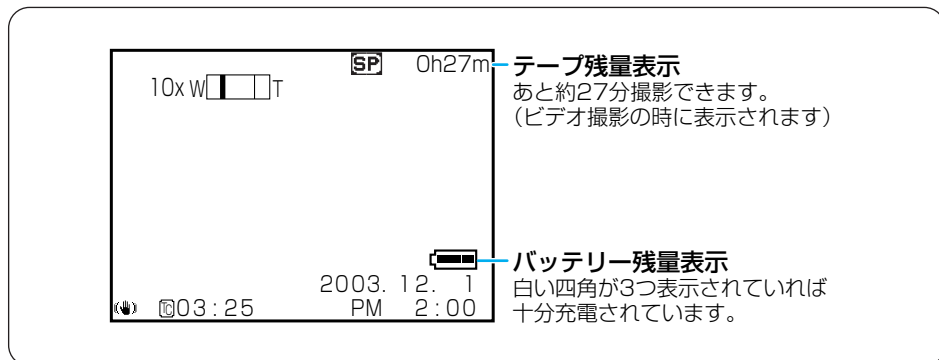 SP 0h27m
10x W T
テープ残量表示
あと約27分撮影できます。
（ビデオ撮影の時に表示されます）
バッテリー残量表示
白い四角が3つ表示されていれば
十分充電されています。
2003. 12. 1
TC 03:25 PM 2:00